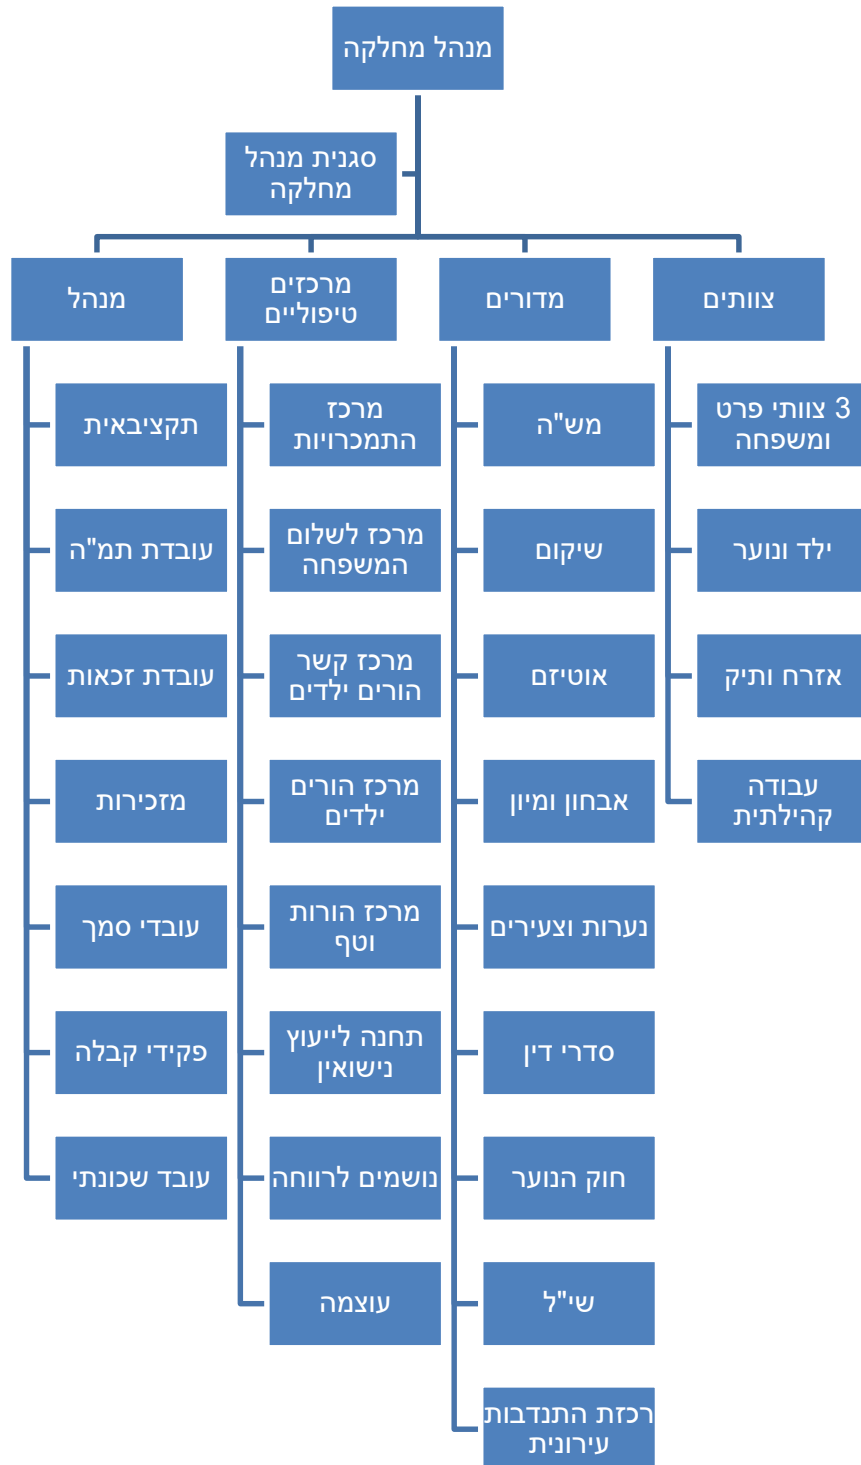 מנהל מחלקה
סגנית מנהל
מחלקה
צוותים
3 צוותי פרט
ומשפחה
ילד ונוער
אזרח ותיק
עבודה
קהילתית
מדורים
מש"ה
שיקום
אוטיזם
אבחון ומיון
נערות וצעירים
סדרי דין
חוק הנוער
שי"ל
רכזת התנדבות
עירונית
מרכזים
טיפוליים
מרכז
התמכרויות
מרכז לשלום
המשפחה
מרכז קשר
הורים ילדים
מרכז הורים
ילדים
מרכז הורות
וטף
תחנה לייעוץ
נישואין
נושמים לרווחה
עוצמה
מנהל
תקציבאית
עובדת תמ"ה
עובדת זכאות
מזכירות
עובדי סמך
פקידי קבלה
עובד שכונתי